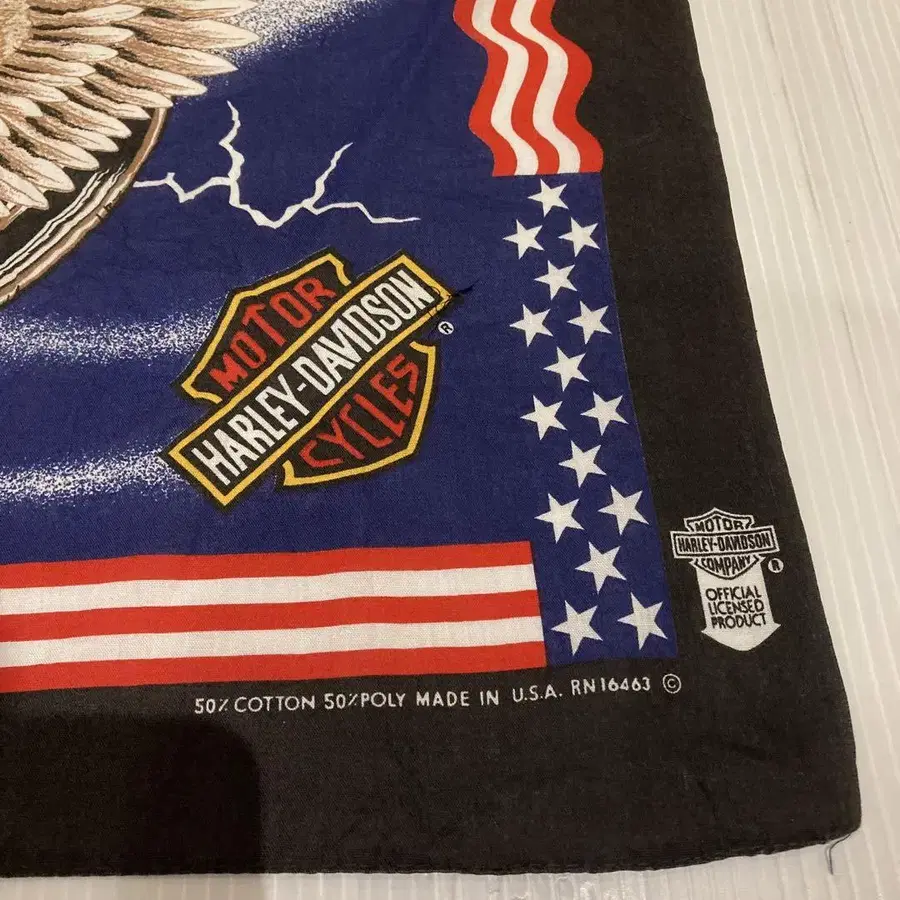 MOTOR
HARLEY-DAVIDSON
CYCLES
®
MOTOR
HARLEY-DAVIDSON
COMPANY
®
OFFICIAL
LICENSED
PRODUCT
50% COTTON 50% POLY MADE IN U.S.A. RN16463 ©